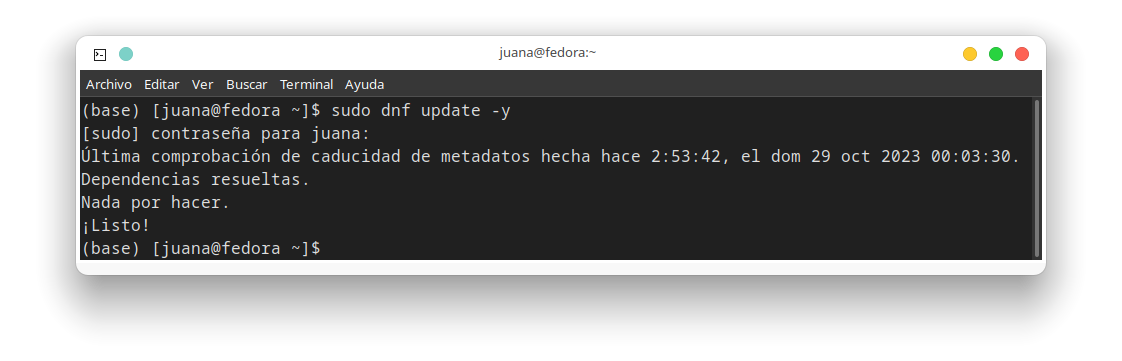 juana@fedora:~
Archivo Editar Ver Buscar Terminal Ayuda
(base) [juana@fedora ~]$ sudo dnf update -y
[sudo] contraseña para juana:
Última comprobación de caducidad de metadatos hecha hace 2:53:42, el dom 29 oct 2023 00:03:30.
Dependencias resueltas.
Nada por hacer.
¡Listo!
(base) [juana@fedora ~]$